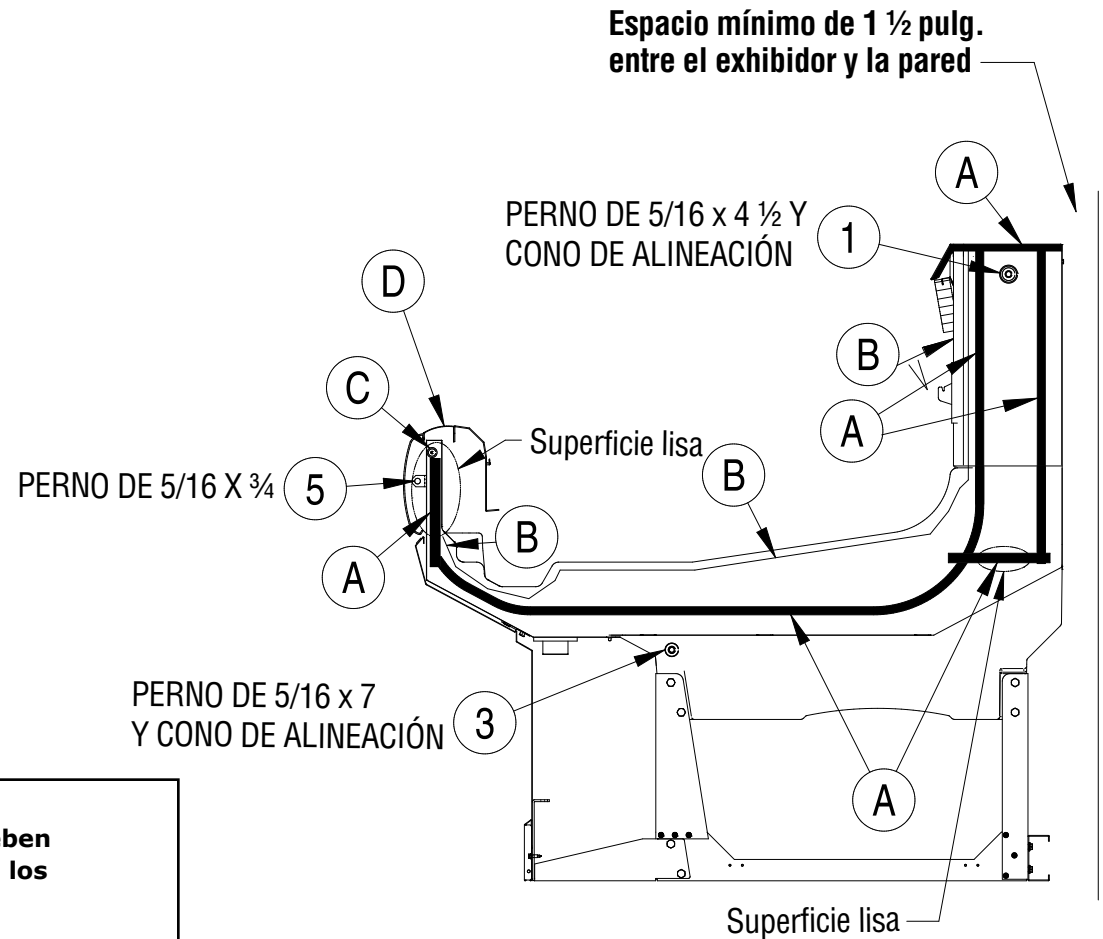 Espacio mínimo de 1 ½ pulg.
entre el exhibidor y la pared
A
PERNO DE 5/16 x 4 ½ Y
CONO DE ALINEACIÓN
1
D
B
C
A
Superficie lisa
B
PERNO DE 5/16 X ¾
5
B
A
PERNO DE 5/16 x 7
Y CONO DE ALINEACIÓN
3
A
eben
los
Superficie lisa